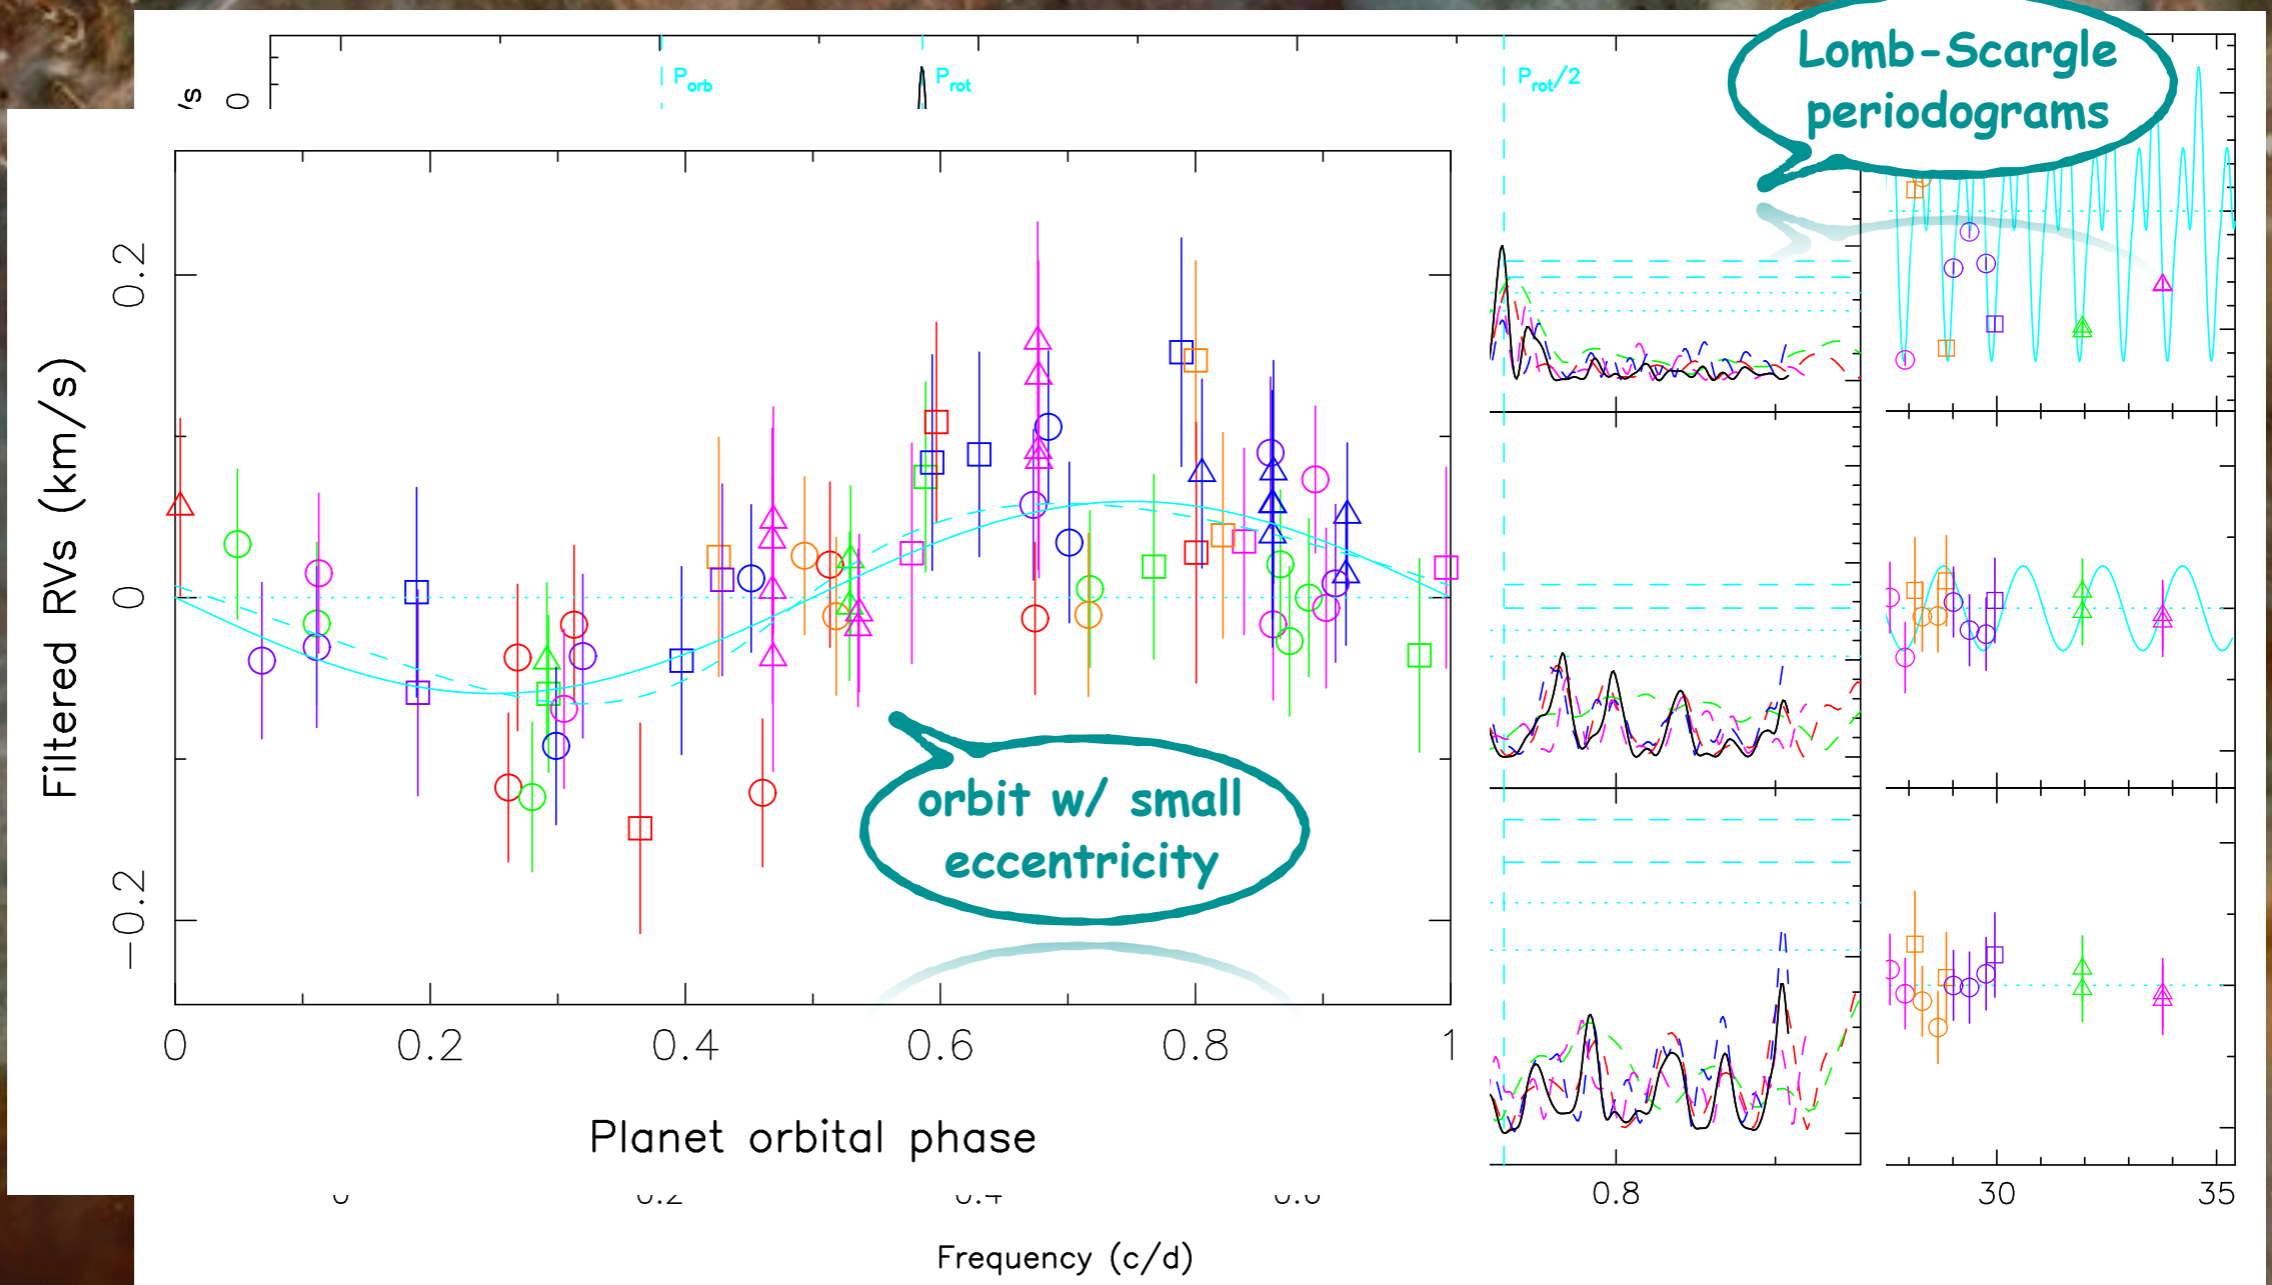 Lomb-Scargle
periodograms
P_orb
P_rot
P_rot/2
/s
0
0.2
0
−0.2
Filtered RVs (km/s)
orbit w/ small
eccentricity
0
0.2
0.4
0.6
0.8
1
Planet orbital phase
0.8
30
35
Frequency (c/d)